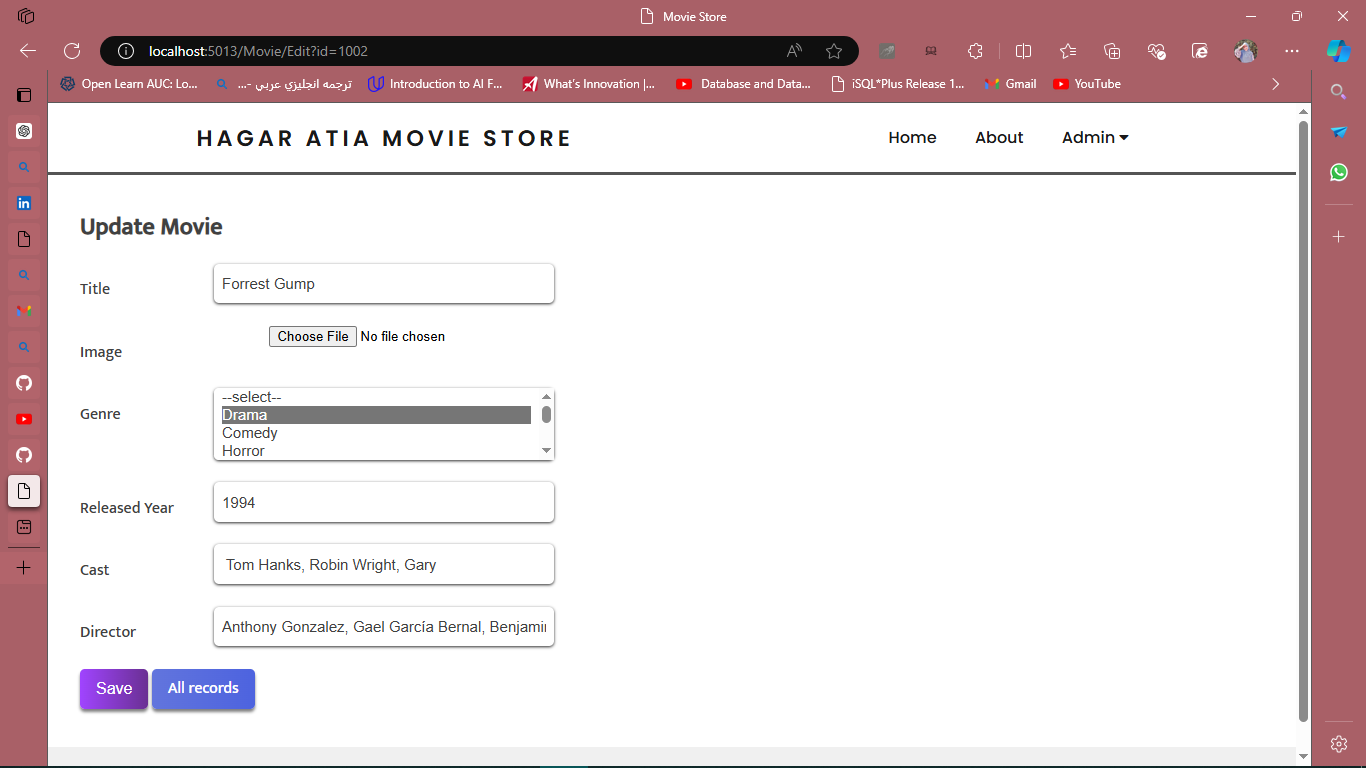 Movie Store
localhost:5013/Movie/Edit?id=1002
Open Learn AUC: Lo...
ترجمه انجليزي عربي -...
Introduction to AI F...
What's Innovation |...
Database and Data...
iSQL*Plus Release 1...
Gmail
YouTube
HAGAR ATIA MOVIE STORE
Home
About
Admin
Update Movie
Title
Forrest Gump
Image
Choose File No file chosen
Genre
--select--
Drama
Comedy
Horror
Released Year
1994
Cast
Tom Hanks, Robin Wright, Gary
Director
Anthony Gonzalez, Gael García Bernal, Benjamin
Save
All records